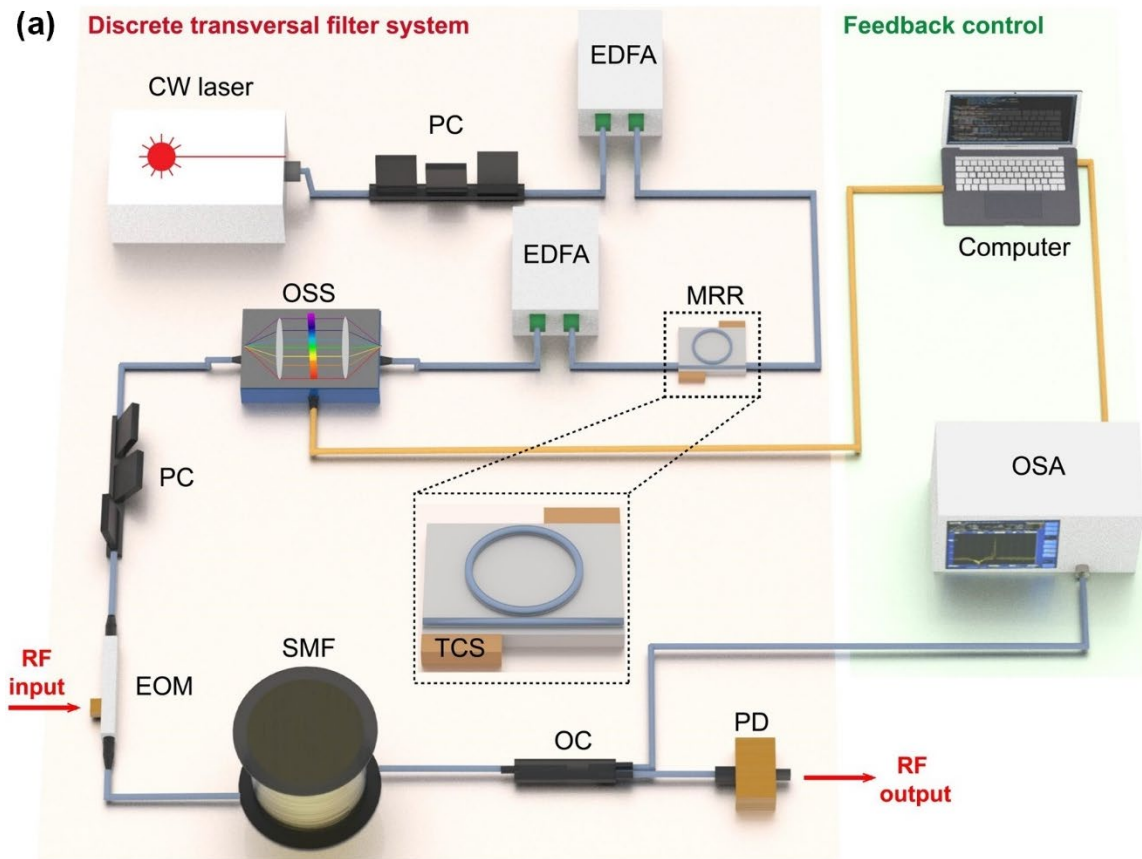 (a)
Discrete transversal filter system
Feedback control
EDFA
CW laser
PC
EDFA
Computer
OSS
MRR
PC
OSA
TCS
SMF
RF
input
EOM
OC
PD
RF
output